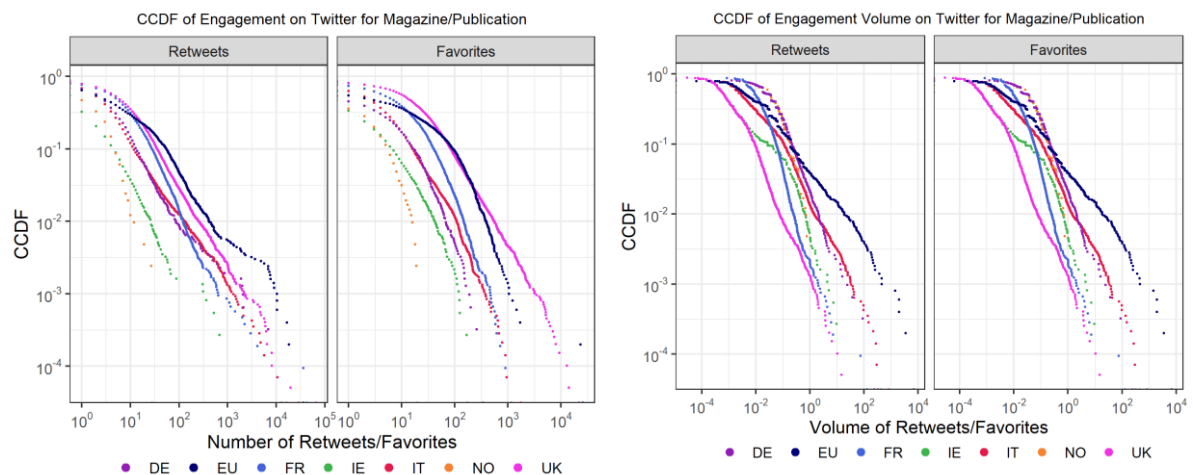 CCDF of Engagement on Twitter for Magazine/Publication
Retweets
Favorites
CCDF
10^0
10^-1
10^-2
10^-3
10^-4
10^0 10^1 10^2 10^3 10^4 10^5
10^0 10^1 10^2 10^3 10^4
Number of Retweets/Favorites
DE EU FR IE IT NO UK
CCDF of Engagement Volume on Twitter for Magazine/Publication
Retweets
Favorites
CCDF
10^0
10^-1
10^-2
10^-3
10^-4
10^-4 10^-2 10^0 10^2 10^4
10^-4 10^-2 10^0 10^2 10^4
Volume of Retweets/Favorites
DE EU FR IE IT NO UK